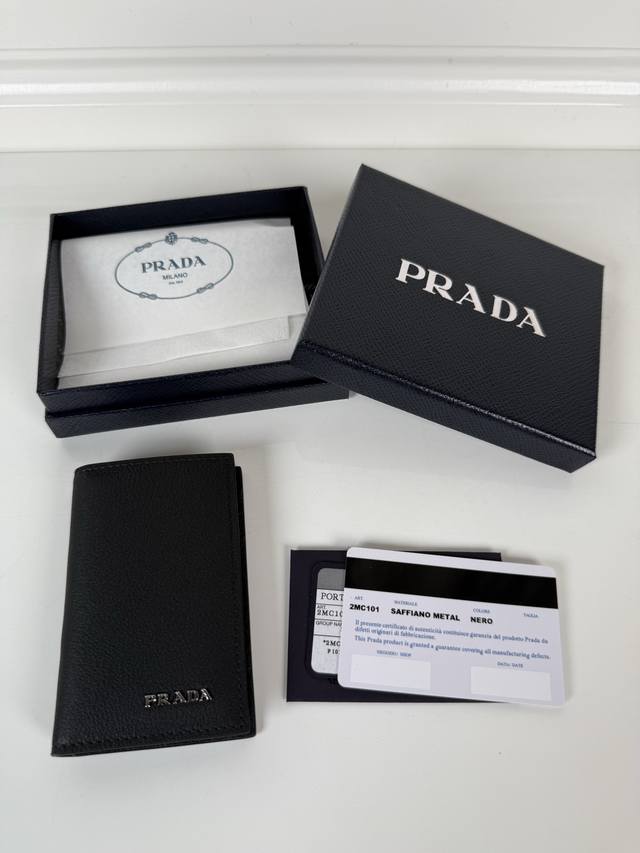 PRADA
MILANO
PRADA
PRADA
PORT
ART.
2MC10
GROUP NA
*2MC
ART.
MATERIALE
COLORE
TAGLIA
2MC101 SAFFIANO METAL NERO
Il presente certificato di autenticità costituisce garanzia del prodotto Prada da
difetti originari di fabbricazione.
This Prada product is granted a guarantee covering all manufacturing defects.
NEGOZIO/ SHOP
DATA/ DATE